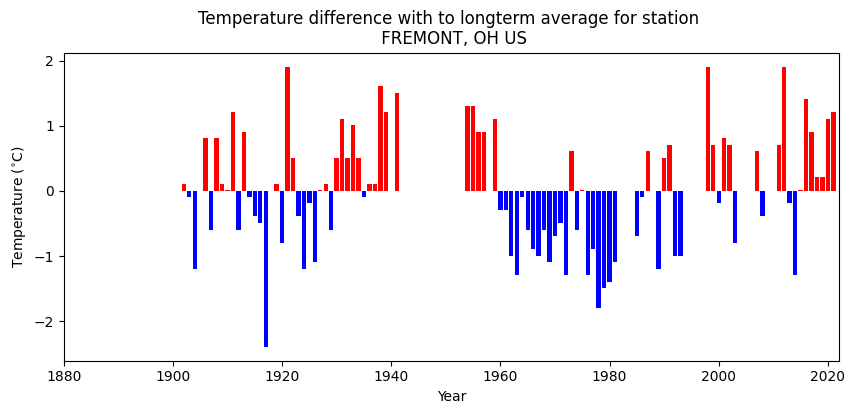 Temperature difference with to longterm average for station
FREMONT, OH US
2
1
0
−1
−2
Temperature (°C)
1880 1900 1920 1940 1960 1980 2000 2020
Year